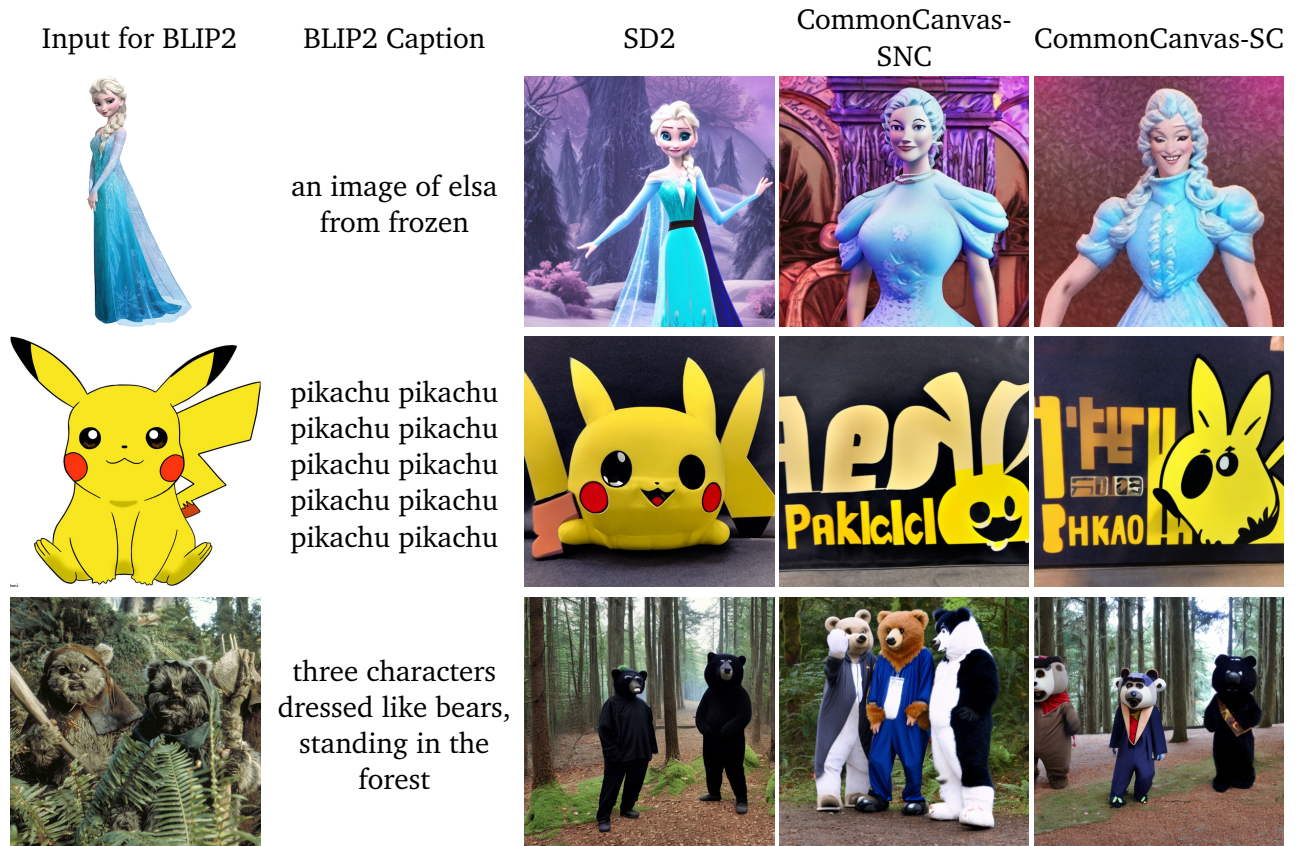 Input for BLIP2
BLIP2 Caption
SD2
CommonCanvas-
SNC
CommonCanvas-SC
an image of elsa
from frozen
pikachu pikachu
pikachu pikachu
pikachu pikachu
pikachu pikachu
pikachu pikachu
PAKlclcl
PHKAO
three characters
dressed like bears,
standing in the
forest